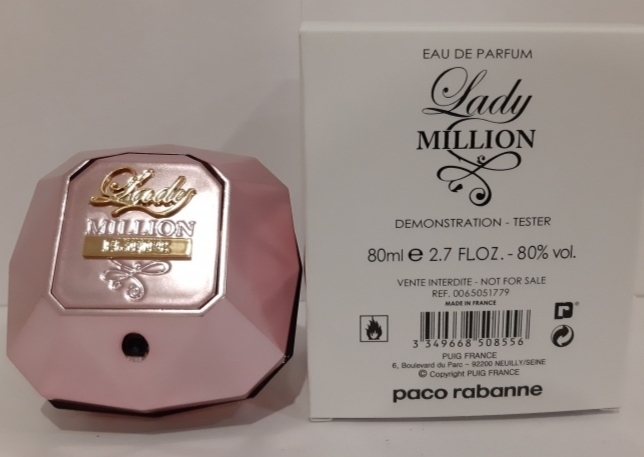 Lady
MILLION
EAU DE PARFUM
Lady
MILLION
DEMONSTRATION - TESTER
80ml e 2.7 FLOZ. - 80% vol.
VENTE INTERDITE - NOT FOR SALE
REF. 0065051779
MADE IN FRANCE
3 349668 508556
PUIG FRANCE
6, Boulevard du Parc - 92200 NEUILLY/SEINE
© Copyright PUIG FRANCE
paco rabanne